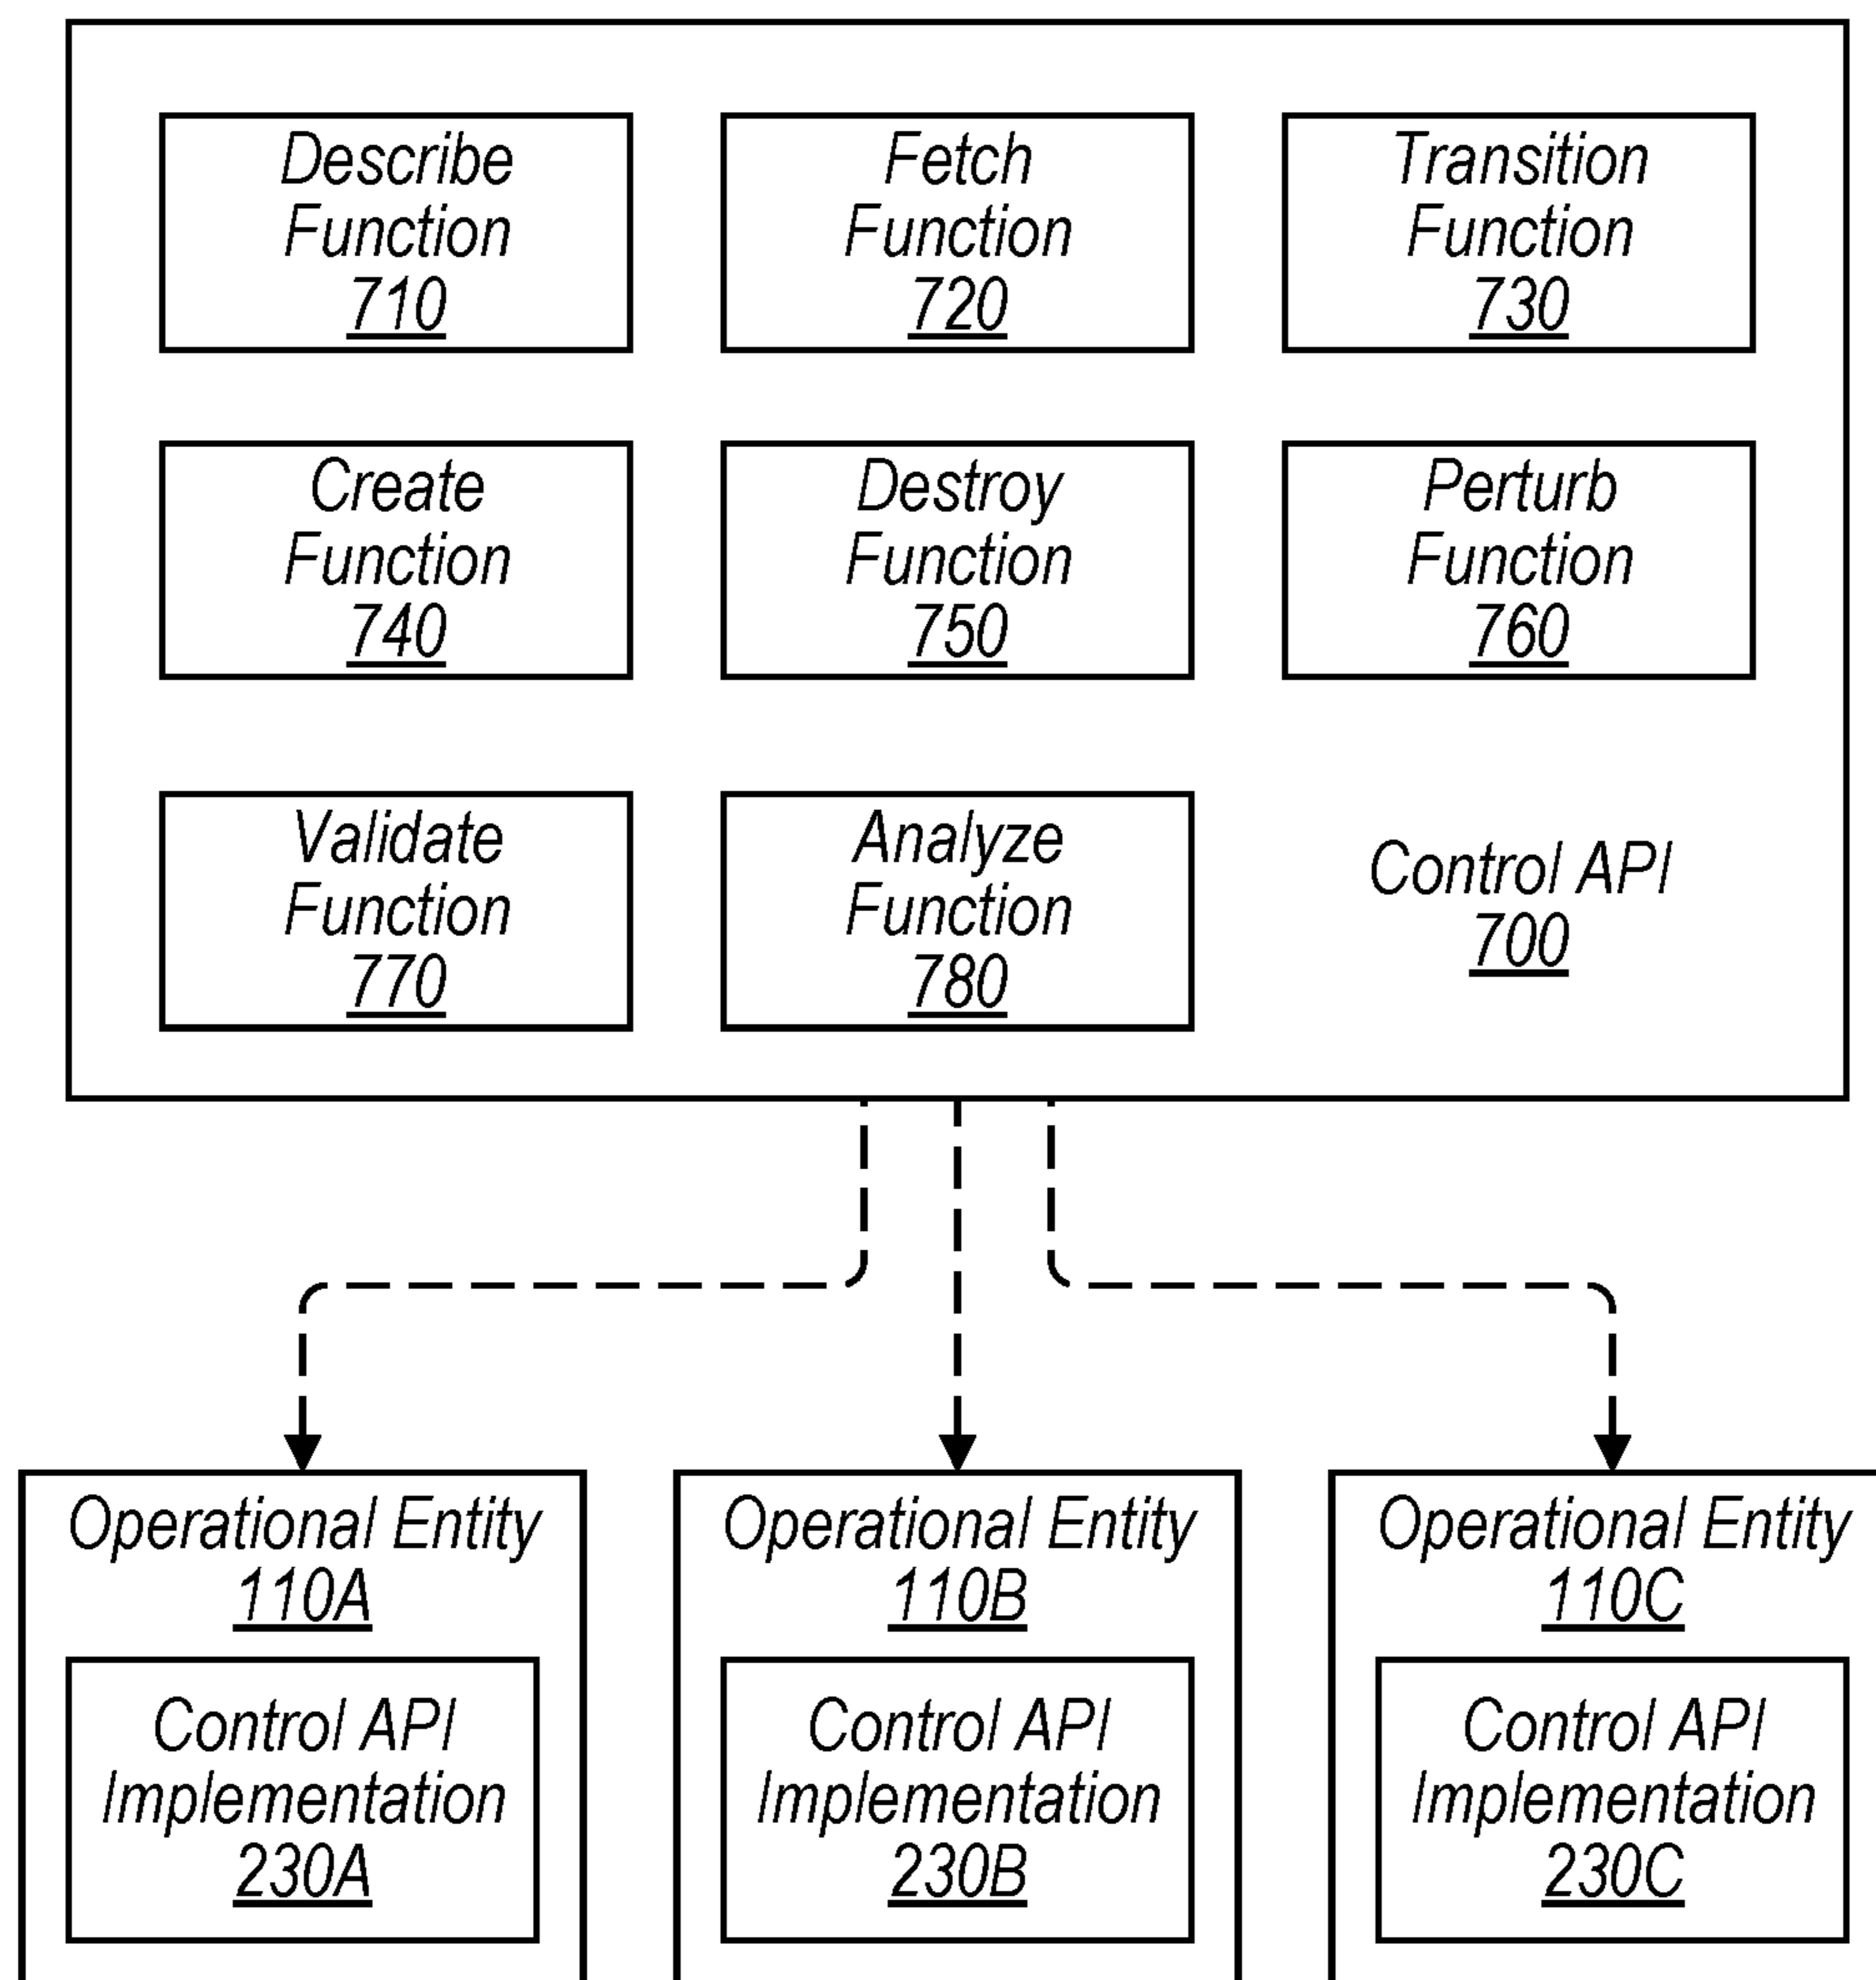 Describe
Function
710
Fetch
Function
720
Transition
Function
730
Create
Function
740
Destroy
Function
750
Perturb
Function
760
Validate
Function
770
Analyze
Function
780
Control API
700
Operational Entity
110A
Control API
Implementation
230A
Operational Entity
110B
Control API
Implementation
230B
Operational Entity
110C
Control API
Implementation
230C